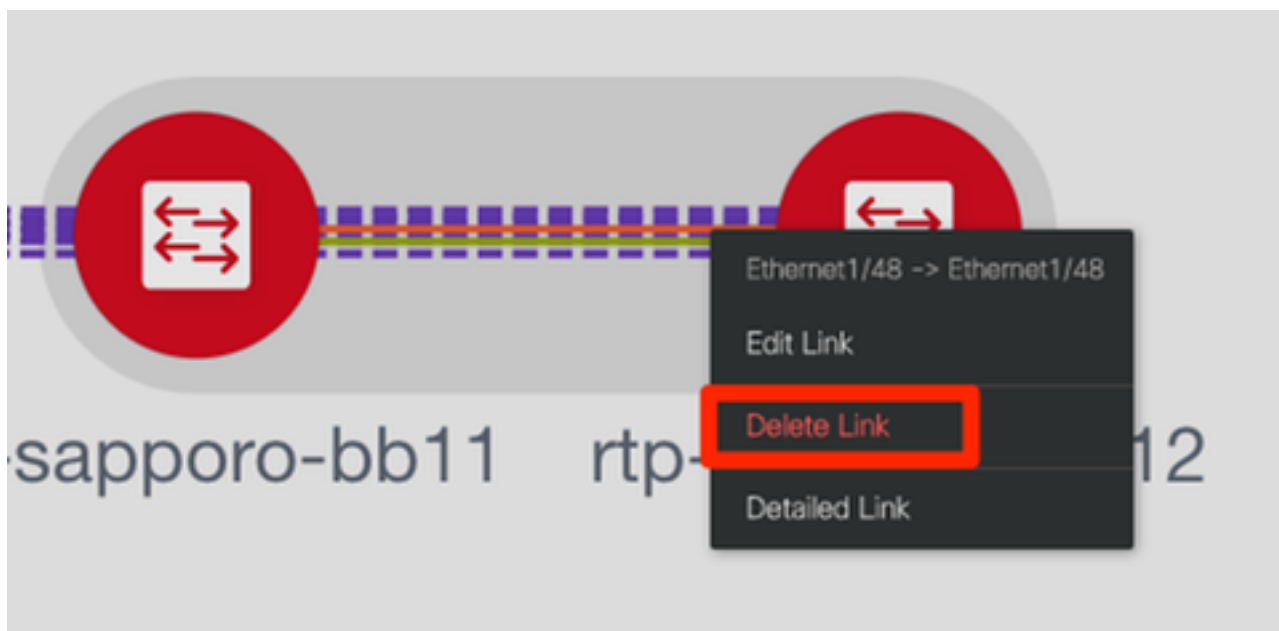 Ethernet1/48 -> Ethernet1/48
Edit Link
Delete Link
Detailed Link
-sapporo-bb11
rtp- 12